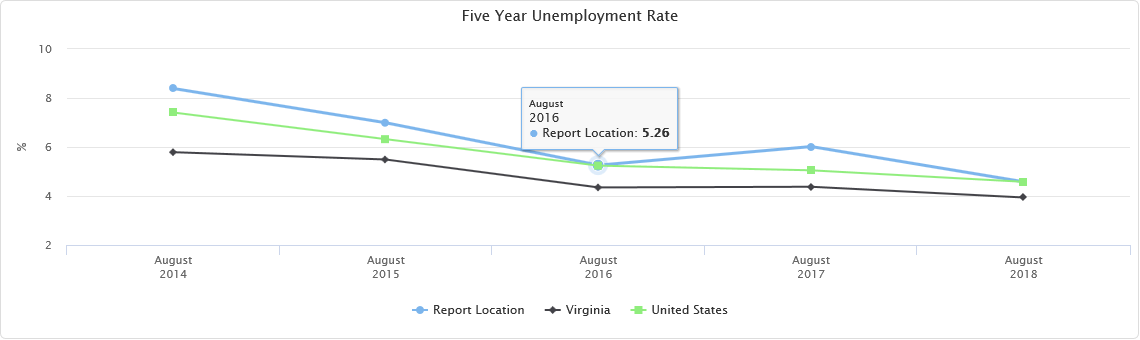 Five Year Unemployment Rate
10
8
6
4
2
%
August
2016
Report Location: 5.26
August
2014
August
2015
August
2016
August
2017
August
2018
Report Location
Virginia
United States